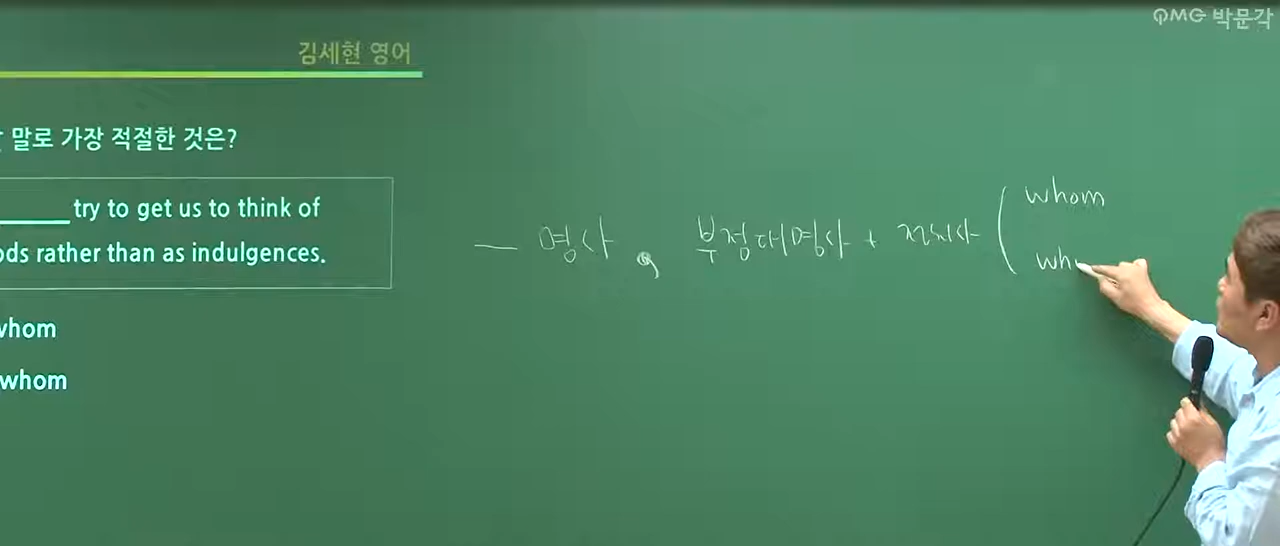 PMG 박문각
김세현 영어
말로 가장 적절한 것은?
try to get us to think of
ods rather than as indulgences.
whom
whom
— 명사 , 부정대명사 + 전치사 ( whom
wh